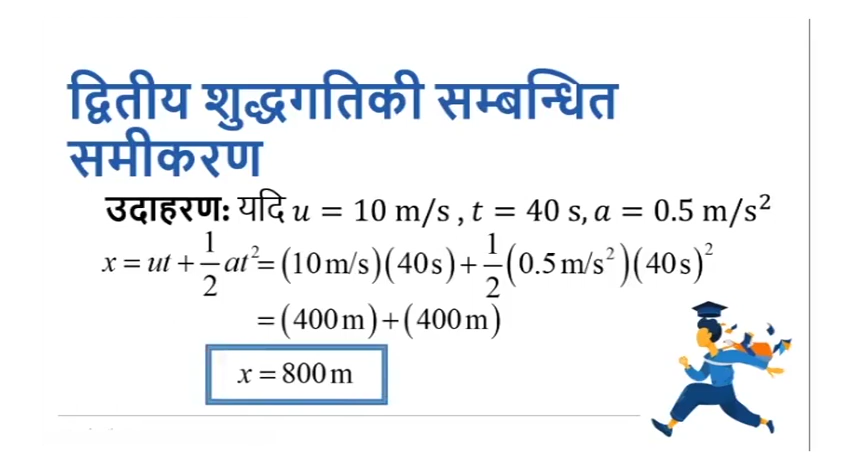 द्वितीय शुद्धगतिकी सम्बन्धित
समीकरण
उदाहरण: यदि u = 10 m/s , t = 40 s, a = 0.5 m/s²
x = ut + 1/2 at² = (10 m/s)(40 s) + 1/2 (0.5 m/s²)(40 s)²
= (400 m) + (400 m)
x = 800 m